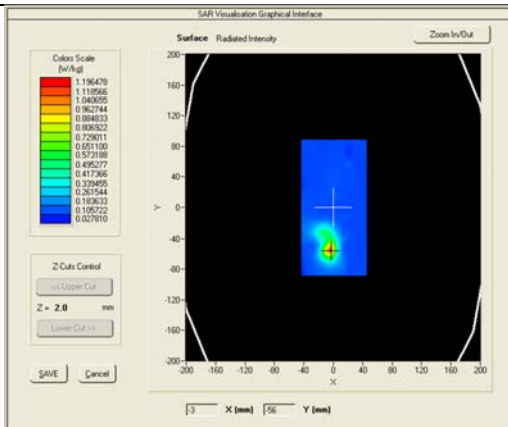 SAR Visualisation Graphical Interface
Surface Radiated Intensity
Zoom In/Out
Colors Scale
(W/kg)
1.196478
1.118566
1.040655
0.962744
0.884833
0.806922
0.729011
0.651100
0.573188
0.495277
0.417366
0.339455
0.261544
0.183633
0.105722
0.027810
Z-Cuts Control
<< Upper Cut
Z = 2.0 mm
Lower Cut >>
SAVE Cancel
200-
160-
120-
80-
40-
0-
-40-
-80-
-120-
-160-
-200-
Y
-200 -160 -120 -80 -40 0 40 80 120 160 200
X
-3 X (mm) -56 Y (mm)